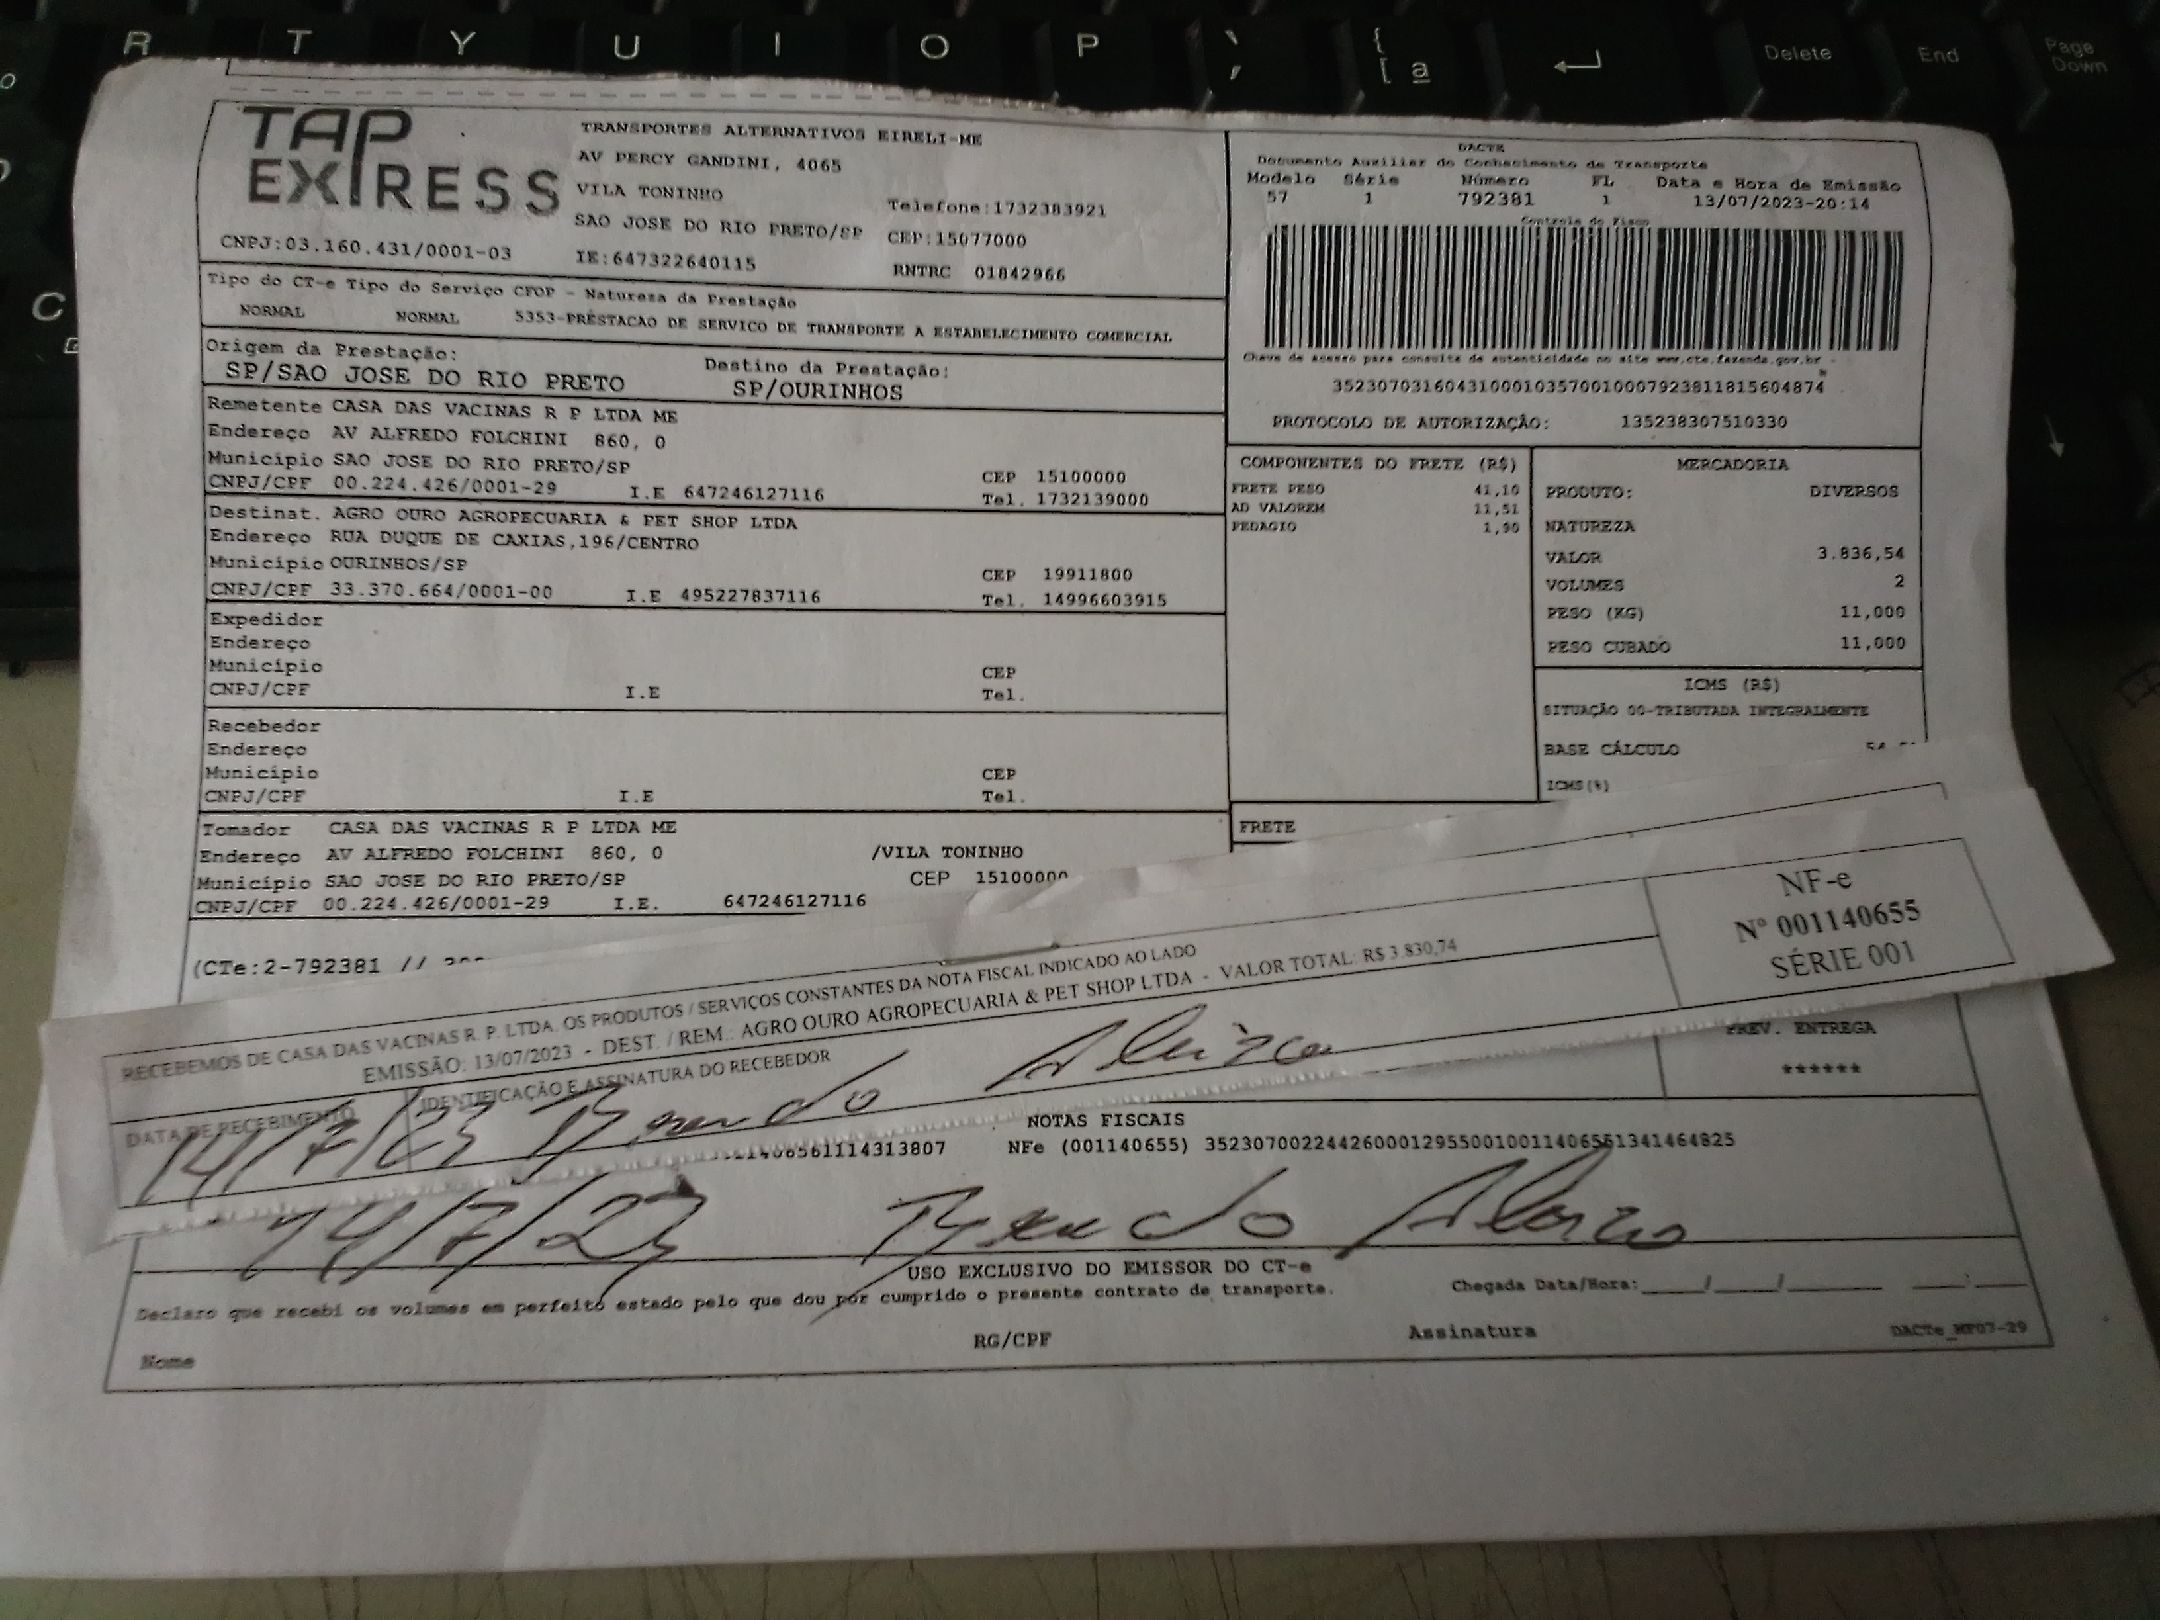 R T Y U I O P ` { Delete End Page Down
[ ª
C
TAP EXPRESS
TRANSPORTES ALTERNATIVOS EIRELI-ME
AV PERCY GANDINI, 4065
VILA TONINHO Telefone:1732383921
SAO JOSE DO RIO PRETO/SP CEP:15077000
CNPJ:03.160.431/0001-03 IE:647322640115 RNTRC 01842966
DACTE
Documento Auxiliar do Conhecimento de Transporte
Modelo Série Número FL Data e Hora de Emissão
57 1 792381 1 13/07/2023-20:14
Controle do Fisco
Chave de acesso para consulta de autenticidade no site www.cte.fazenda.gov.br -
35230703160431000103570010007923811815604874
PROTOCOLO DE AUTORIZAÇÃO: 135238307510330
Tipo do CT-e Tipo do Serviço CFOP - Natureza da Prestação
NORMAL NORMAL 5353-PRESTACAO DE SERVICO DE TRANSPORTE A ESTABELECIMENTO COMERCIAL
Origem da Prestação: Destino da Prestação:
SP/SAO JOSE DO RIO PRETO SP/OURINHOS
Remetente CASA DAS VACINAS R P LTDA ME
Endereço AV ALFREDO FOLCHINI 860, 0
Município SAO JOSE DO RIO PRETO/SP CEP 15100000
CNPJ/CPF 00.224.426/0001-29 I.E 647246127116 Tel. 1732139000
Destinat. AGRO OURO AGROPECUARIA & PET SHOP LTDA
Endereço RUA DUQUE DE CAXIAS,196/CENTRO
Município OURINHOS/SP CEP 19911800
CNPJ/CPF 33.370.664/0001-00 I.E 495227837116 Tel. 14996603915
Expedidor
Endereço
Município CEP
CNPJ/CPF I.E Tel.
Recebedor
Endereço
Município CEP
CNPJ/CPF I.E Tel.
Tomador CASA DAS VACINAS R P LTDA ME
Endereço AV ALFREDO FOLCHINI 860, 0 /VILA TONINHO
Município SAO JOSE DO RIO PRETO/SP CEP 15100000
CNPJ/CPF 00.224.426/0001-29 I.E. 647246127116
COMPONENTES DO FRETE (R$)
FRETE PESO 41,10
AD VALOREM 11,51
PEDAGIO 1,90
MERCADORIA
PRODUTO: DIVERSOS
NATUREZA
VALOR 3.836,54
VOLUMES 2
PESO (KG) 11,000
PESO CUBADO 11,000
ICMS (R$)
SITUAÇÃO 00-TRIBUTADA INTEGRALMENTE
BASE CÁLCULO
ICMS(%)
FRETE
(CTe:2-792381 //
RECEBEMOS DE CASA DAS VACINAS R. P. LTDA. OS PRODUTOS / SERVIÇOS CONSTANTES DA NOTA FISCAL INDICADO AO LADO
EMISSÃO: 13/07/2023 - DEST. / REM.: AGRO OURO AGROPECUARIA & PET SHOP LTDA - VALOR TOTAL: R$ 3.830,74
DATA DE RECEBIMENTO IDENTIFICAÇÃO E ASSINATURA DO RECEBEDOR
14/7/23
NF-e
Nº 001140655
SÉRIE 001
PREV. ENTREGA
******
NOTAS FISCAIS
NFe (001140655) 35230700224426000129550010011406551341464825
14/7/23
USO EXCLUSIVO DO EMISSOR DO CT-e
Declaro que recebi os volumes em perfeito estado pelo que dou por cumprido o presente contrato de transporte. Chegada Data/Hora:____/____/______ ___:___
Nome RG/CPF Assinatura DACTe_MF07-29